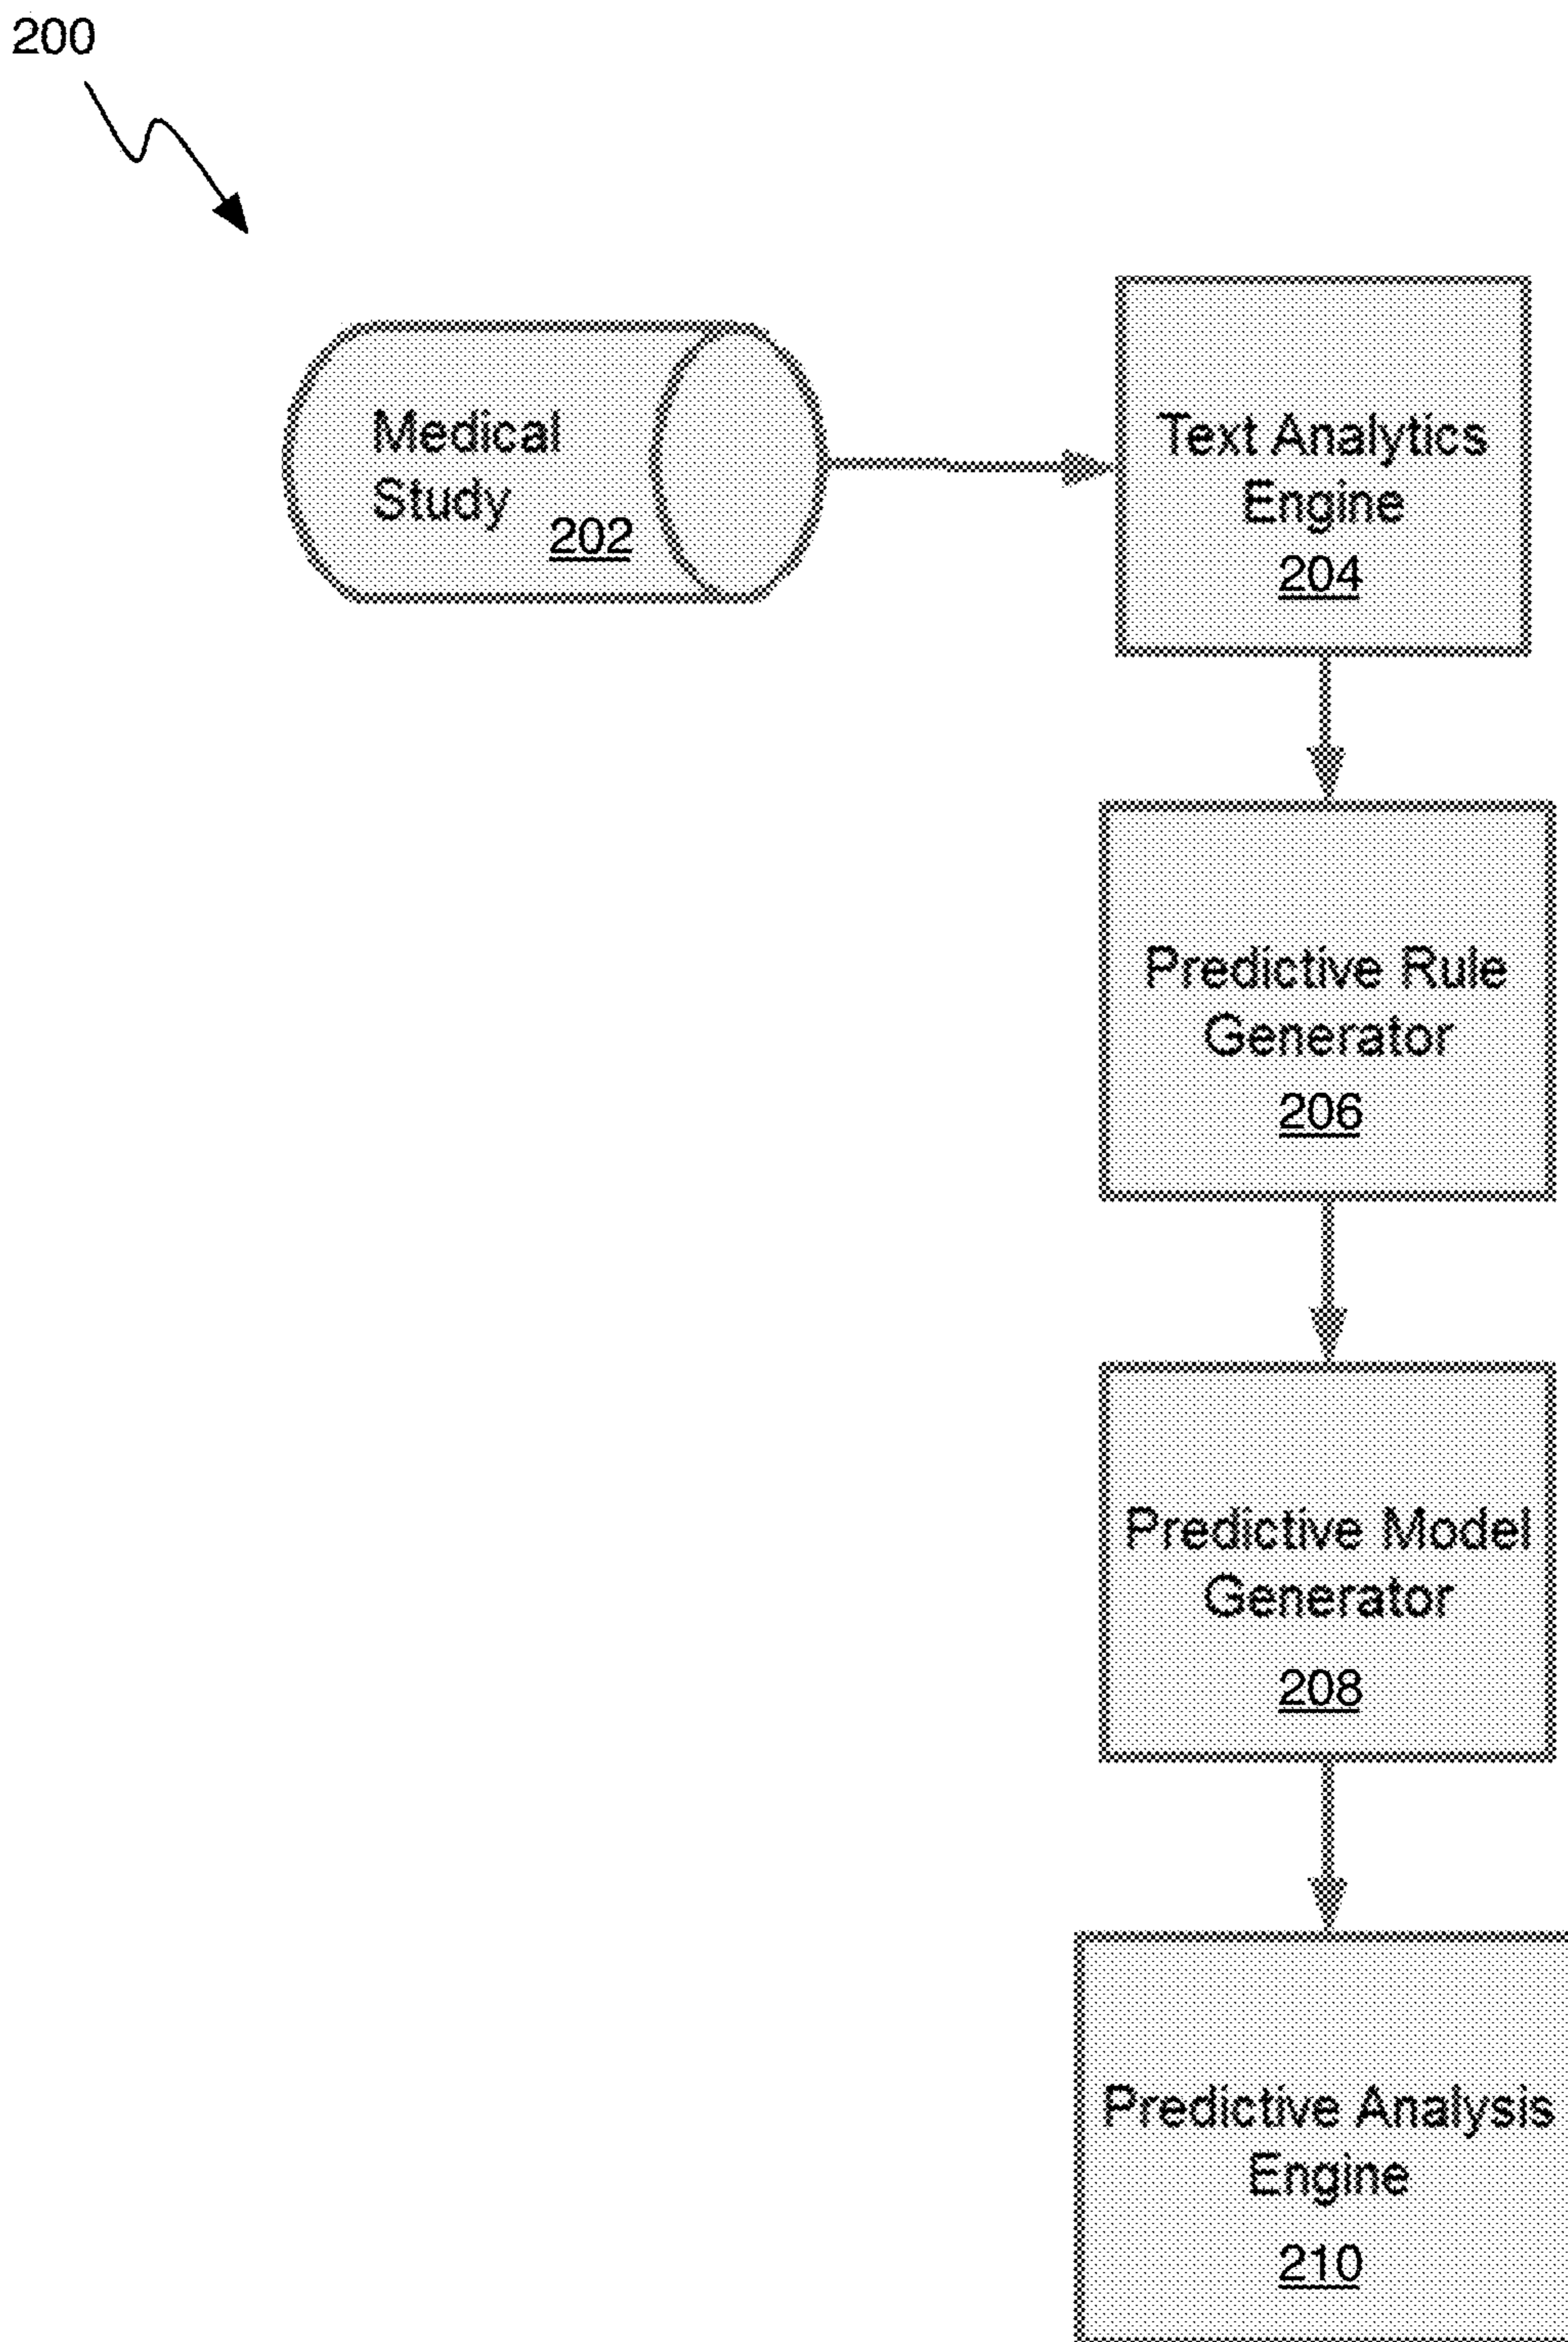 200
Medical
Study
202
Text Analytics
Engine
204
Predictive Rule
Generator
206
Predictive Model
Generator
208
Predictive Analysis
Engine
210